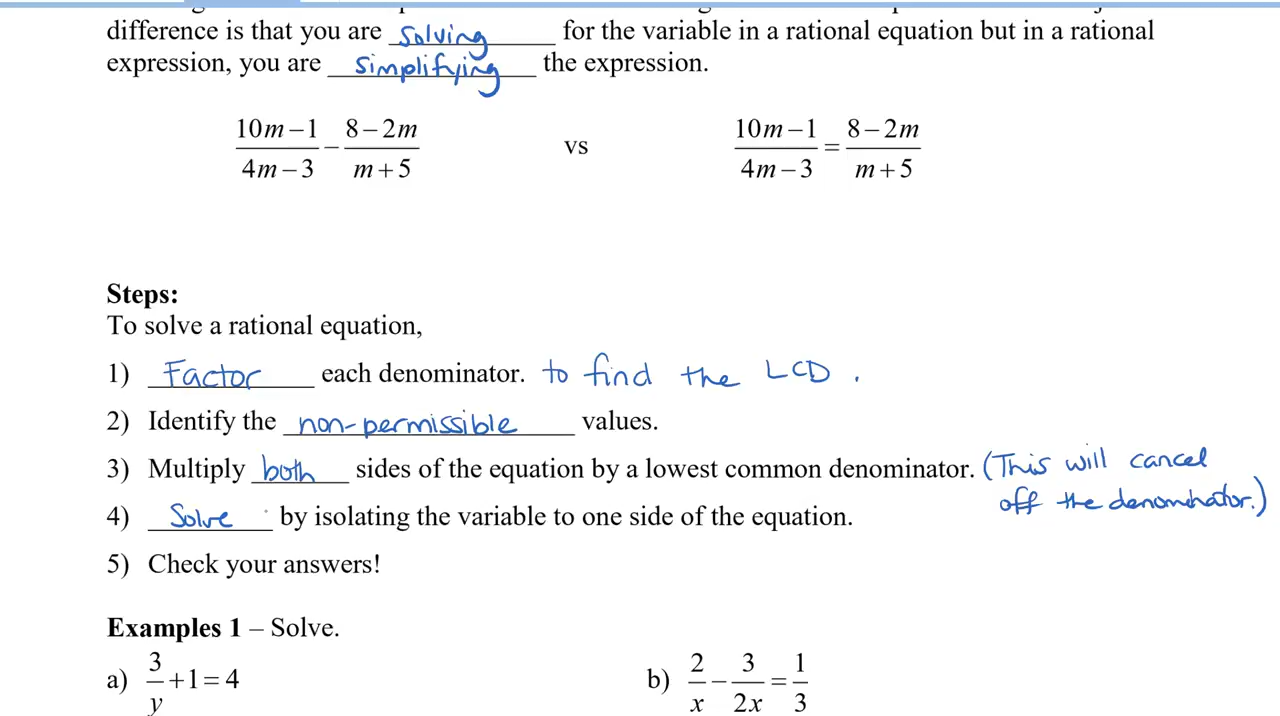 difference is that you are solving for the variable in a rational equation but in a rational
expression, you are simplifying the expression.
10m − 1 / 4m − 3 − 8 − 2m / m + 5 vs 10m − 1 / 4m − 3 = 8 − 2m / m + 5
Steps:
To solve a rational equation,
1) Factor each denominator. to find the LCD .
2) Identify the non-permissible values.
3) Multiply both sides of the equation by a lowest common denominator. (This will cancel
off the denominator.)
4) Solve by isolating the variable to one side of the equation.
5) Check your answers!
Examples 1 – Solve.
a) 3/y + 1 = 4 b) 2/x − 3/2x = 1/3